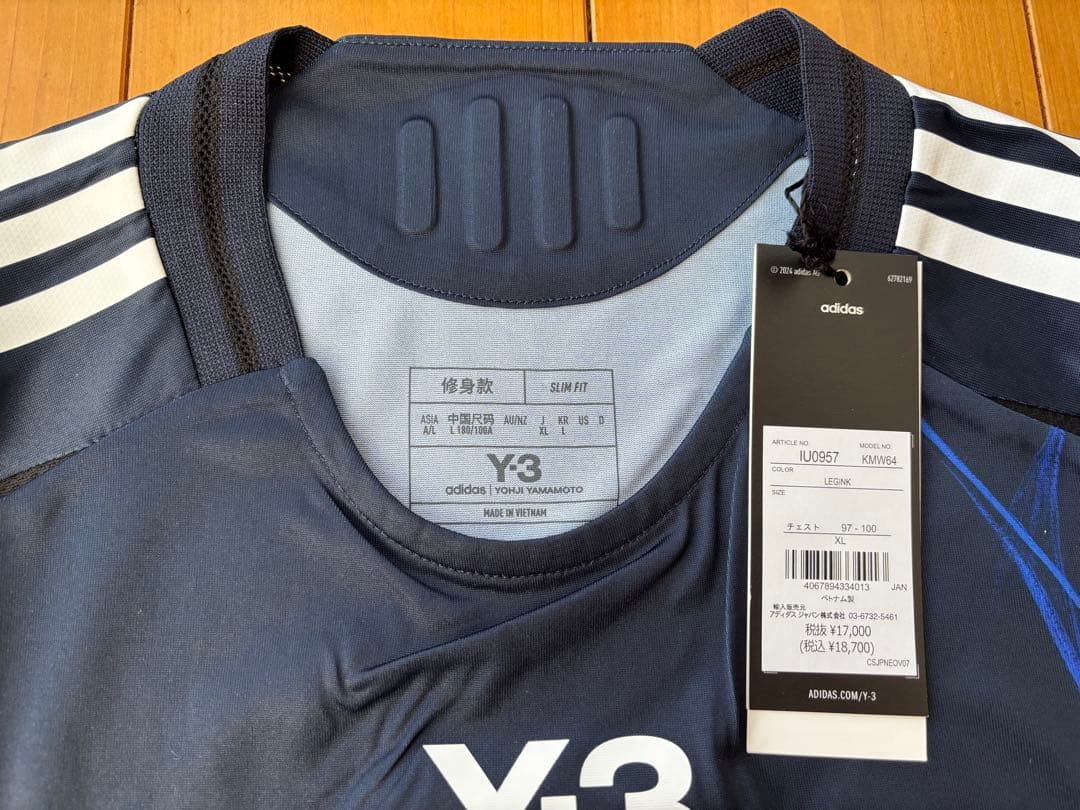 修身款 SLIM FIT
ASIA 中国尺码 AU/NZ J KR US D
A/L L 180/100A XL L
Y-3
adidas | YOHJI YAMAMOTO
MADE IN VIETNAM
Y-3
© 2024 adidas AG 62782169
adidas
ARTICLE NO. MODEL NO.
IU0957 KMW64
COLOR
LEGINK
SIZE
チェスト 97 - 100
XL
4067894334013 JAN
ベトナム製
輸入販売元
アディダス ジャパン株式会社 03-6732-5461
税抜 ¥17,000
(税込 ¥18,700)
CSJPNEOV07
ADIDAS.COM/Y-3